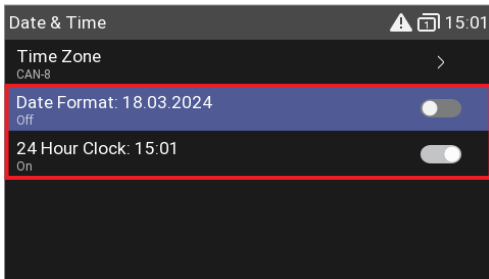 Date & Time 1 15:01
Time Zone
CAN-8
Date Format: 18.03.2024
Off
24 Hour Clock: 15:01
On